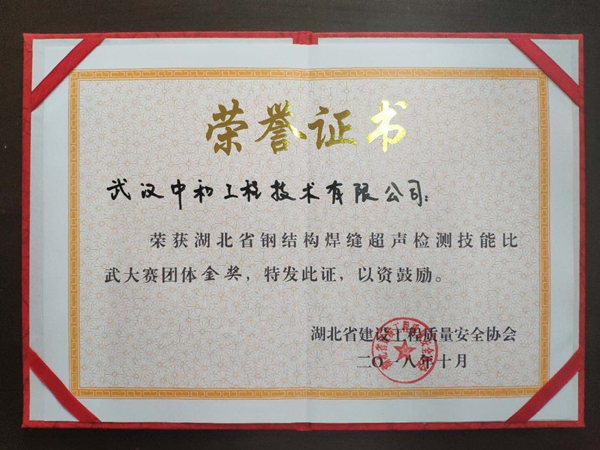 荣誉证书
武汉中和工程技术有限公司：
荣获湖北省钢结构焊缝超声检测技能比
武大赛团体金奖，特发此证，以资鼓励。
湖北省建设工程质量安全协会
二〇一八年十月